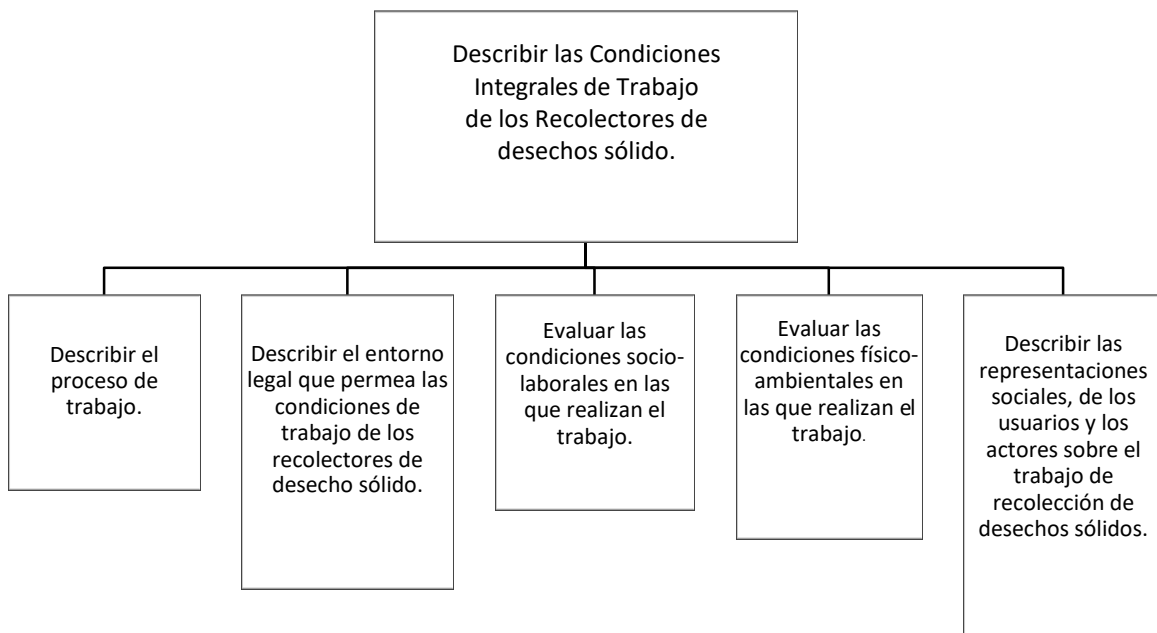 Describir las Condiciones
Integrales de Trabajo
de los Recolectores de
desechos sólido.
Describir el
proceso de
trabajo.
Describir el entorno
legal que permea las
condiciones de
trabajo de los
recolectores de
desecho sólido.
Evaluar las
condiciones socio-
laborales en las
que realizan el
trabajo.
Evaluar las
condiciones físico-
ambientales en
las que realizan el
trabajo.
Describir las
representaciones
sociales, de los
usuarios y los
actores sobre el
trabajo de
recolección de
desechos sólidos.